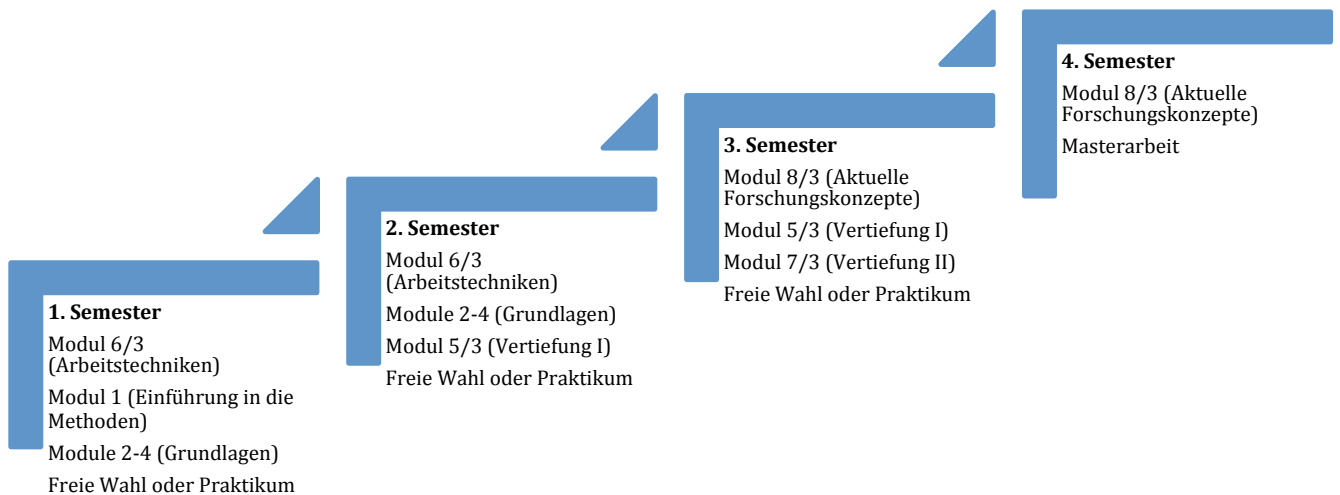 1. Semester
Modul 6/3
(Arbeitstechniken)
Modul 1 (Einführung in die
Methoden)
Module 2-4 (Grundlagen)
Freie Wahl oder Praktikum
2. Semester
Modul 6/3
(Arbeitstechniken)
Module 2-4 (Grundlagen)
Modul 5/3 (Vertiefung I)
Freie Wahl oder Praktikum
3. Semester
Modul 8/3 (Aktuelle
Forschungskonzepte)
Modul 5/3 (Vertiefung I)
Modul 7/3 (Vertiefung II)
Freie Wahl oder Praktikum
4. Semester
Modul 8/3 (Aktuelle
Forschungskonzepte)
Masterarbeit